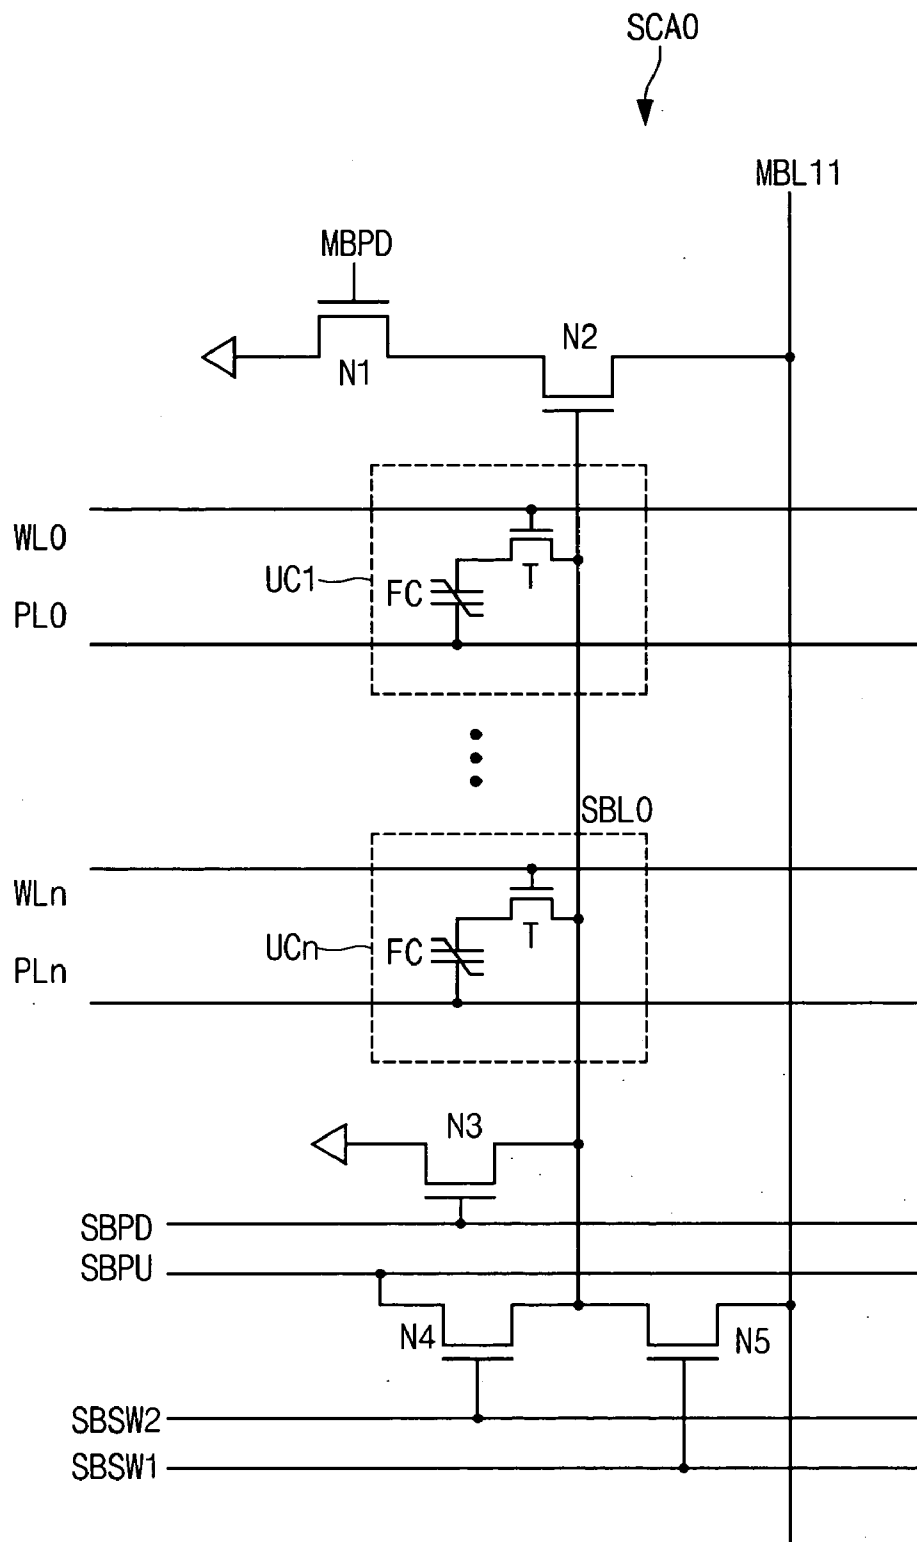 SCA0
MBL11
MBPD
N1
N2
WL0
PL0
UC1
FC
T
SBL0
WLn
PLn
UCn
FC
T
N3
SBPD
SBPU
N4
N5
SBSW2
SBSW1